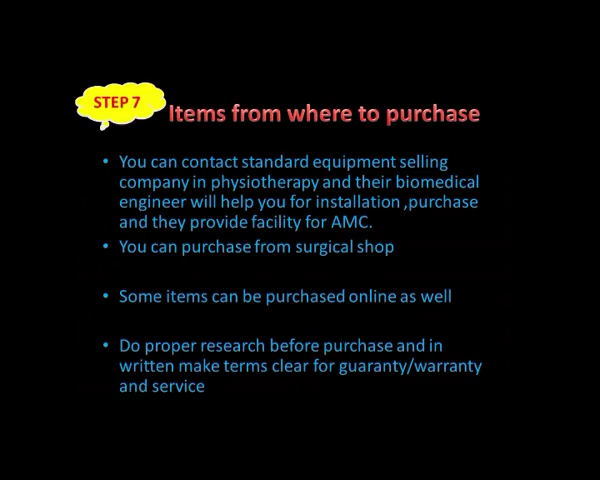 STEP 7
Items from where to purchase
• You can contact standard equipment selling
company in physiotherapy and their biomedical
engineer will help you for installation ,purchase
and they provide facility for AMC.
• You can purchase from surgical shop
• Some items can be purchased online as well
• Do proper research before purchase and in
written make terms clear for guaranty/warranty
and service